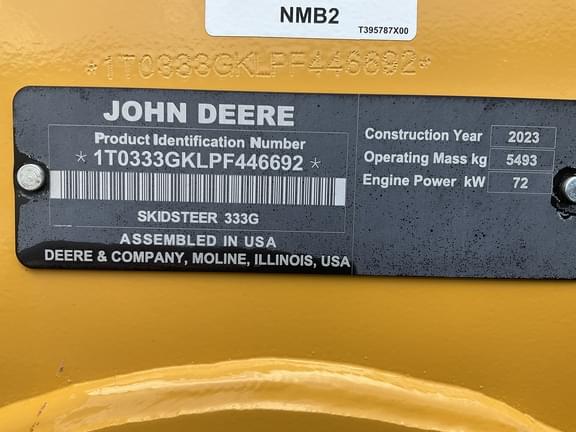 NMB2
T395787X00
*1T0333GKLPF446692*
JOHN DEERE
Product Identification Number
* 1T0333GKLPF446692 *
SKIDSTEER 333G
ASSEMBLED IN USA
DEERE & COMPANY, MOLINE, ILLINOIS, USA
Construction Year 2023
Operating Mass kg 5493
Engine Power kW 72